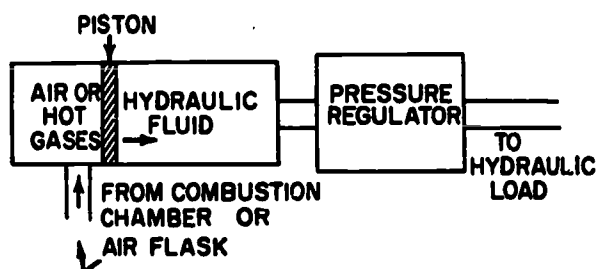 PISTON
AIR OR
HOT
GASES
HYDRAULIC
FLUID
PRESSURE
REGULATOR
TO
HYDRAULIC
LOAD
FROM COMBUSTION
CHAMBER OR
AIR FLASK